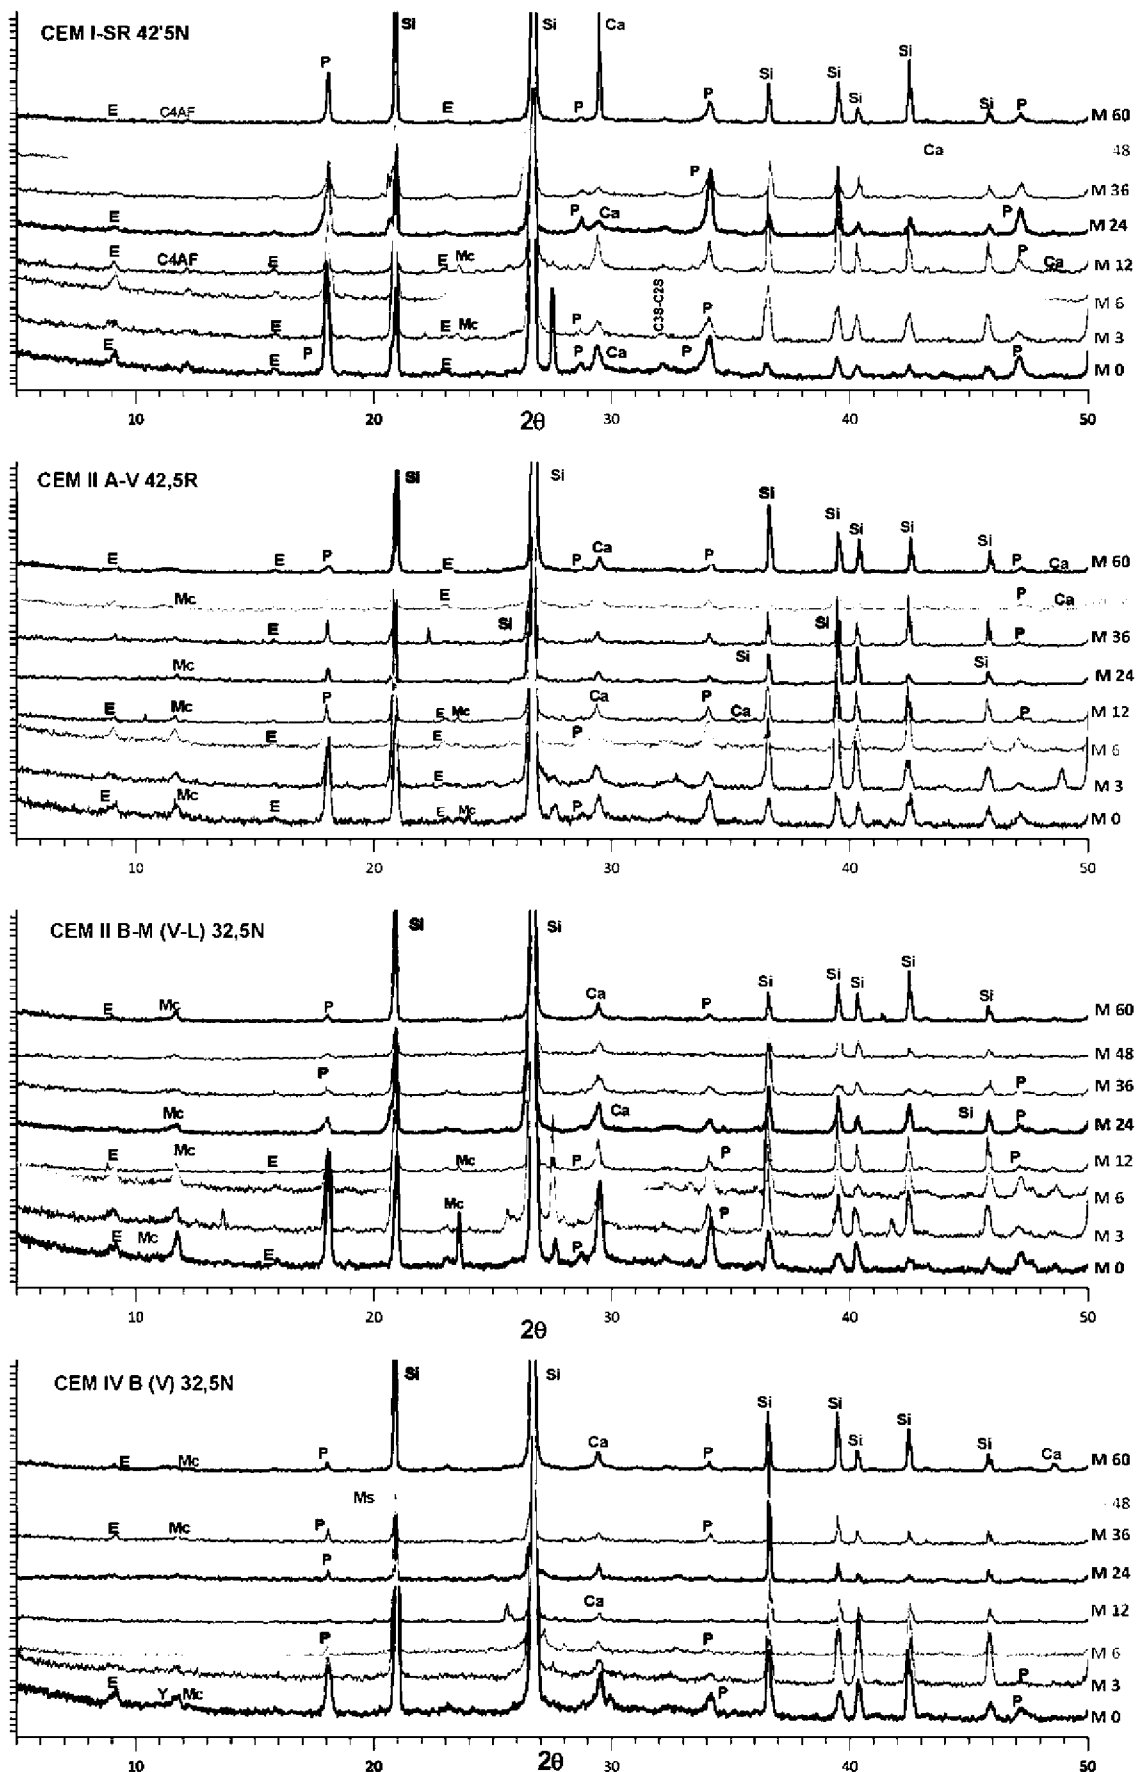 CEM I-SR 42'5N
Si Si Ca
P Si Si Si
E C4AF E P P Si Si P M 60
Ca 48
P M 36
E P Ca P M 24
E C4AF E E Mc P Ca M 12
M 6
E E Mc P C3S-C2S P M 3
E E P E P Ca P P M 0
10 20 2θ 30 40 50
CEM II A-V 42,5R
Si Si Si
Si Si Si
E E P E P Ca P Si P Ca M 60
Mc E P Ca
E Si Si P M 36
Mc Si Si M 24
E Mc P E Mc Ca P Ca P M 12
E E P M 6
E M 3
E Mc E E Mc P M 0
10 20 30 40 50
CEM II B-M (V-L) 32,5N
Si Si Si
Si Si Si Si
E Mc P Ca P M 60
M 48
P P M 36
Mc Ca Si P M 24
E Mc E Mc P P P M 12
M 6
Mc P M 3
E Mc E P M 0
10 20 2θ 30 40 50
CEM IV B (V) 32,5N
Si Si
Si Si Si Si Si
E Mc P Ca P Ca M 60
Ms 48
E Mc P P M 36
P M 24
Ca M 12
P P M 6
E P M 3
Y Mc P P M 0
10 20 2θ 30 40 50